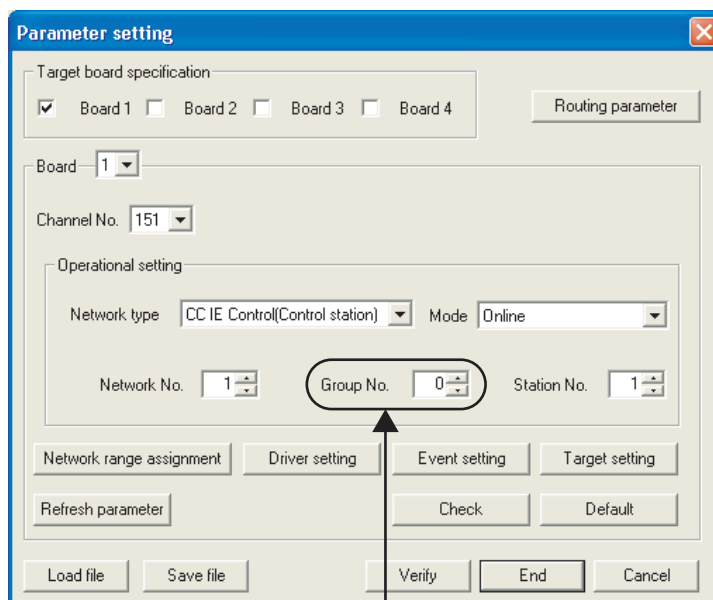 Parameter setting
Target board specification
Board 1 Board 2 Board 3 Board 4
Routing parameter
Board 1
Channel No. 151
Operational setting
Network type CC IE Control(Control station) Mode Online
Network No. 1 Group No. 0 Station No. 1
Network range assignment Driver setting Event setting Target setting
Refresh parameter Check Default
Load file Save file Verify End Cancel